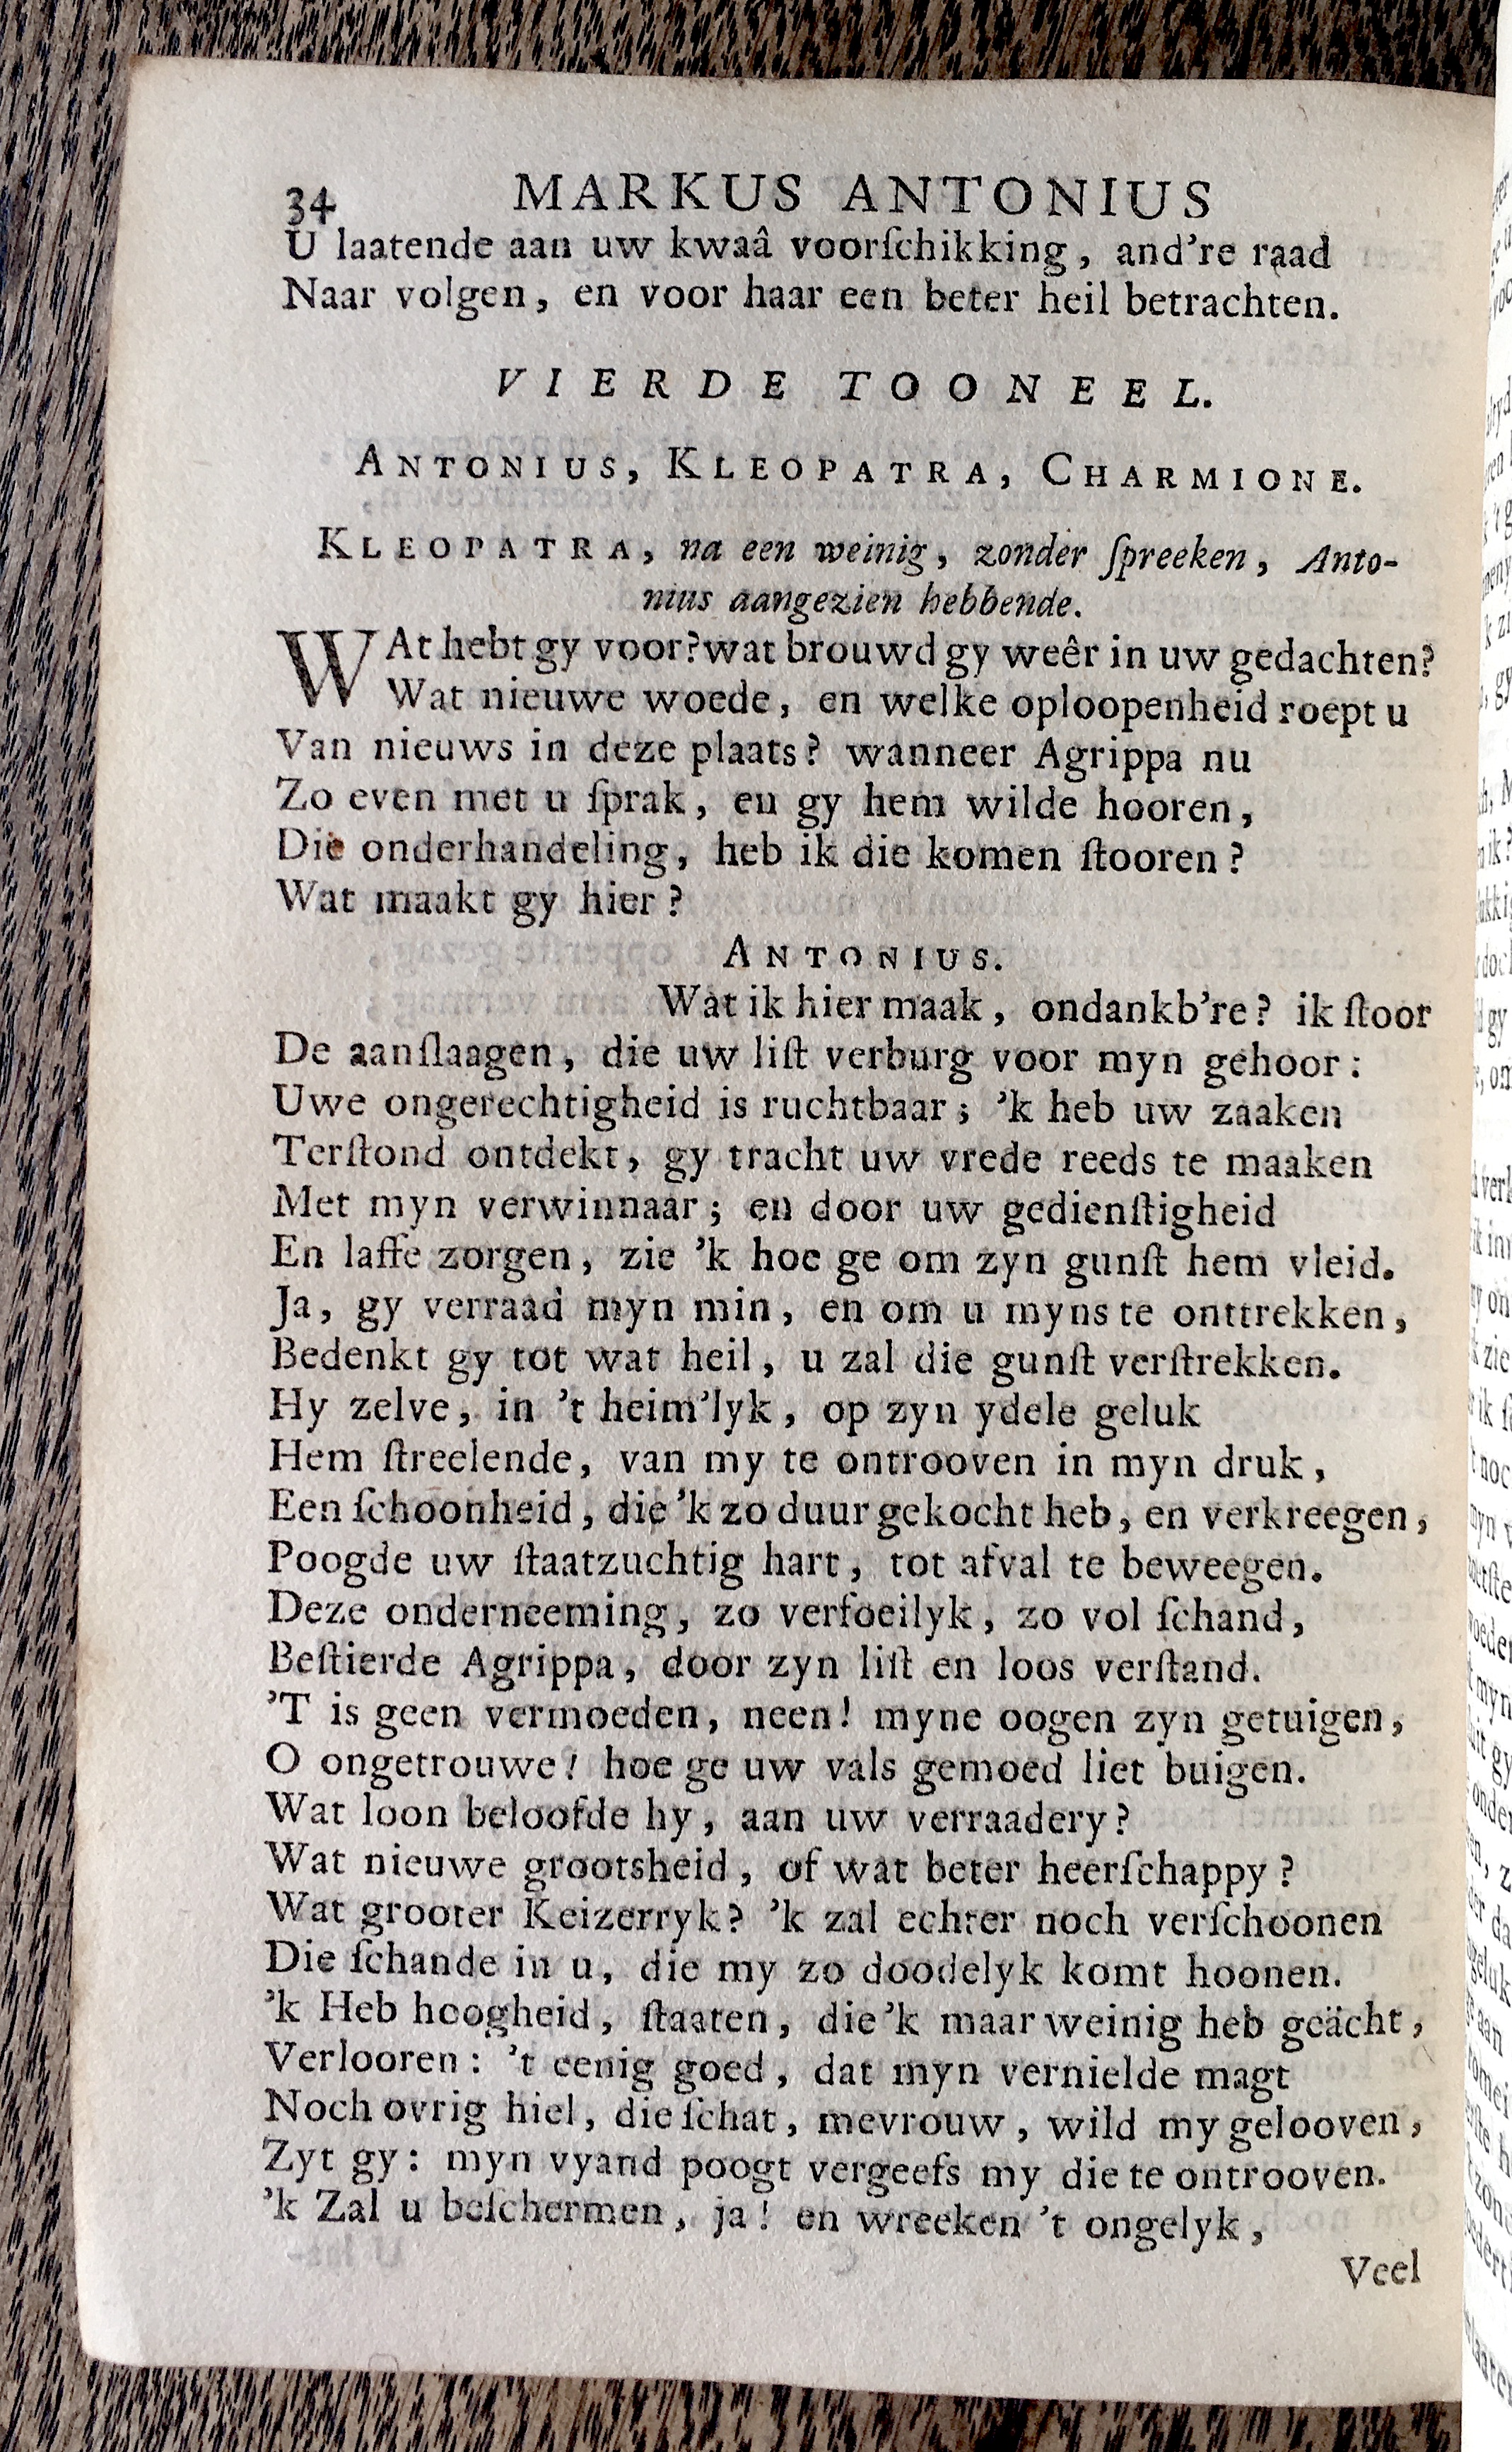 34 MARKUS ANTONIUS
U laatende aan uw kwaâ voorſchikking, and're raad
Naar volgen, en voor haar een beter heil betrachten.
VIERDE TOONEEL.
ANTONIUS, KLEOPATRA, CHARMIONE.
KLEOPATRA, na een weinig, zonder ſpreeken, Anto-
nius aangezien hebbende.
WAt hebt gy voor? wat brouwd gy weêr in uw gedachten?
Wat nieuwe woede, en welke oploopenheid roept u
Van nieuws in deze plaats? wanneer Agrippa nu
Zo even met u ſprak, en gy hem wilde hooren,
Die onderhandeling, heb ik die komen ſtooren?
Wat maakt gy hier?
ANTONIUS.
Wat ik hier maak, ondankb're? ik ſtoor
De aanſlaagen, die uw liſt verburg voor myn gehoor:
Uwe ongerechtigheid is ruchtbaar; 'k heb uw zaaken
Terſtond ontdekt, gy tracht uw vrede reeds te maaken
Met myn verwinnaar; en door uw gedienſtigheid
En laffe zorgen, zie 'k hoe ge om zyn gunſt hem vleid.
Ja, gy verraad myn min, en om u myns te onttrekken,
Bedenkt gy tot wat heil, u zal die gunſt verſtrekken.
Hy zelve, in 't heim'lyk, op zyn ydele geluk
Hem ſtreelende, van my te ontrooven in myn druk,
Een ſchoonheid, die 'k zo duur gekocht heb, en verkreegen,
Poogde uw ſtaatzuchtig hart, tot afval te beweegen.
Deze onderneeming, zo verfoeilyk, zo vol ſchand,
Beſtierde Agrippa, door zyn liſt en loos verſtand.
'T is geen vermoeden, neen! myne oogen zyn getuigen,
O ongetrouwe! hoe ge uw vals gemoed liet buigen.
Wat loon beloofde hy, aan uw verraadery?
Wat nieuwe grootsheid, of wat beter heerſchappy?
Wat grooter Keizerryk? 'k zal echter noch verſchoonen
Die ſchande in u, die my zo doodelyk komt hoonen.
'k Heb hoogheid, ſtaaten, die 'k maar weinig heb geächt,
Verlooren: 't eenig goed, dat myn vernielde magt
Noch ovrig hiel, die ſchat, mevrouw, wild my gelooven,
Zyt gy: myn vyand poogt vergeefs my die te ontrooven.
'k Zal u beſchermen, ja! en wreeken 't ongelyk,
Veel